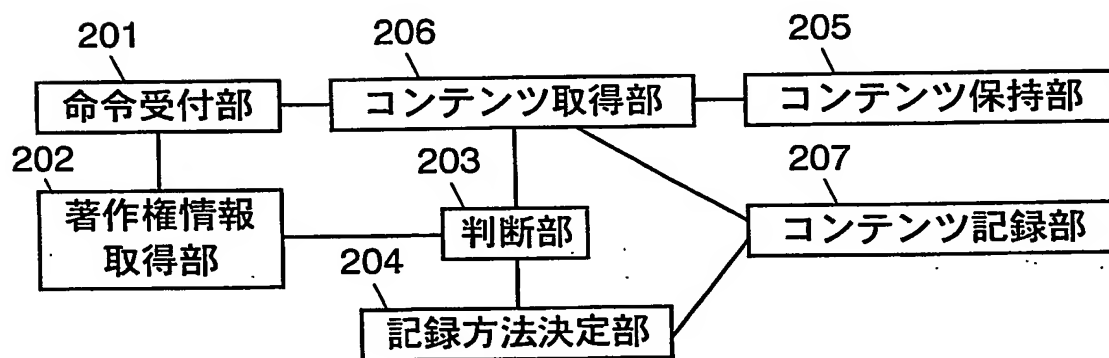 201
206
205
命令受付部
コンテンツ取得部
コンテンツ保持部
202
203
207
著作権情報
取得部
判断部
コンテンツ記録部
204
記録方法決定部